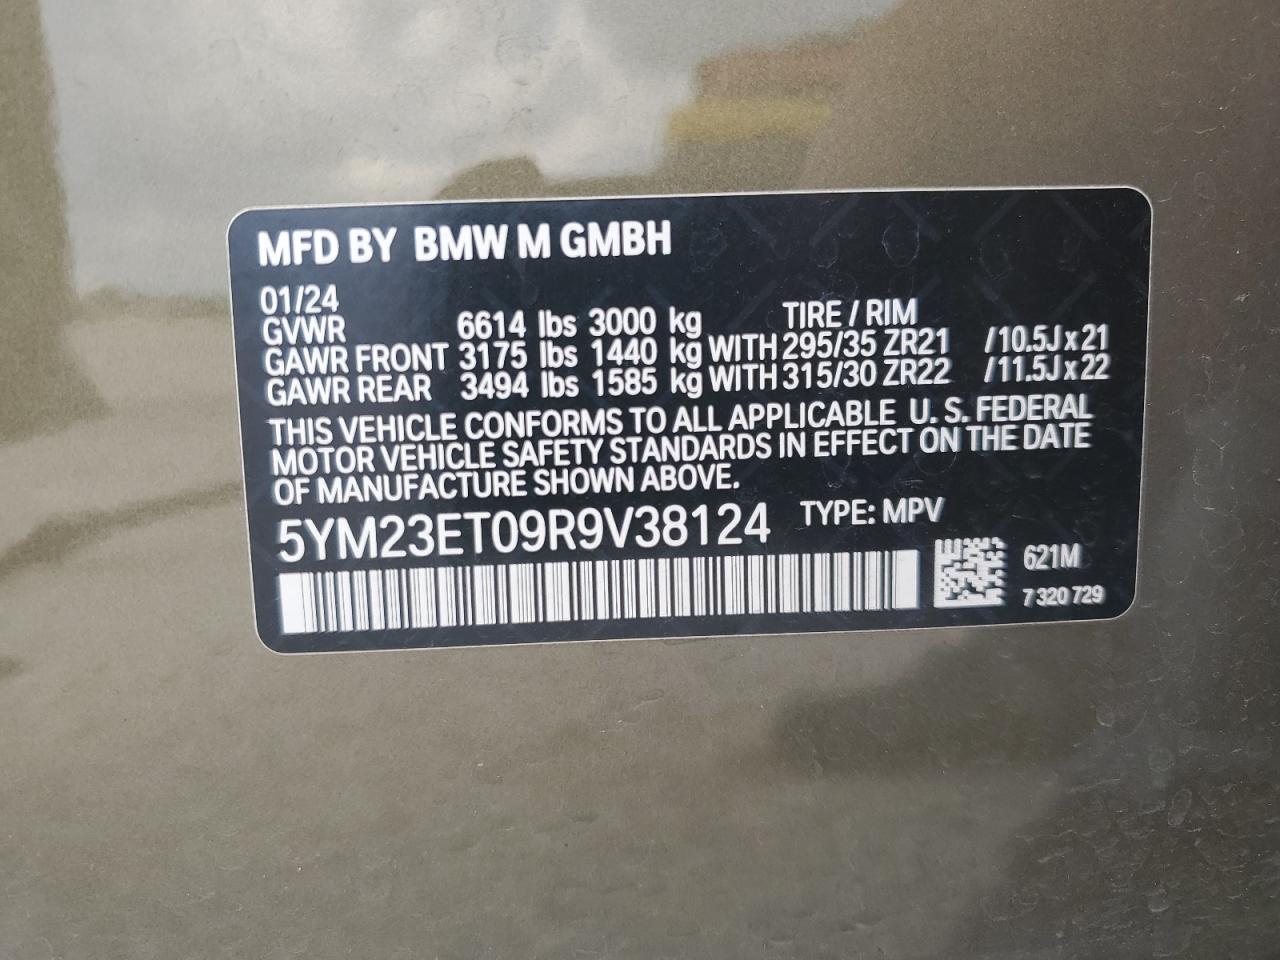 MFD BY BMW M GMBH
01/24
GVWR 6614 lbs 3000 kg TIRE / RIM
GAWR FRONT 3175 lbs 1440 kg WITH 295/35 ZR21 /10.5J x 21
GAWR REAR 3494 lbs 1585 kg WITH 315/30 ZR22 /11.5J x 22
THIS VEHICLE CONFORMS TO ALL APPLICABLE U. S. FEDERAL
MOTOR VEHICLE SAFETY STANDARDS IN EFFECT ON THE DATE
OF MANUFACTURE SHOWN ABOVE.
5YM23ET09R9V38124 TYPE: MPV
621M
7 320 729